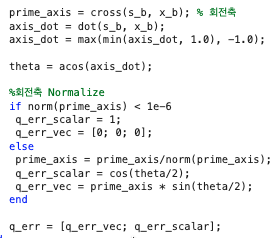 prime_axis = cross(s_b, x_b); % 회전축
axis_dot = dot(s_b, x_b);
axis_dot = max(min(axis_dot, 1.0), -1.0);
theta = acos(axis_dot);
%회전축 Normalize
if norm(prime_axis) < 1e-6
q_err_scalar = 1;
q_err_vec = [0; 0; 0];
else
prime_axis = prime_axis/norm(prime_axis);
q_err_scalar = cos(theta/2);
q_err_vec = prime_axis * sin(theta/2);
end
q_err = [q_err_vec; q_err_scalar];